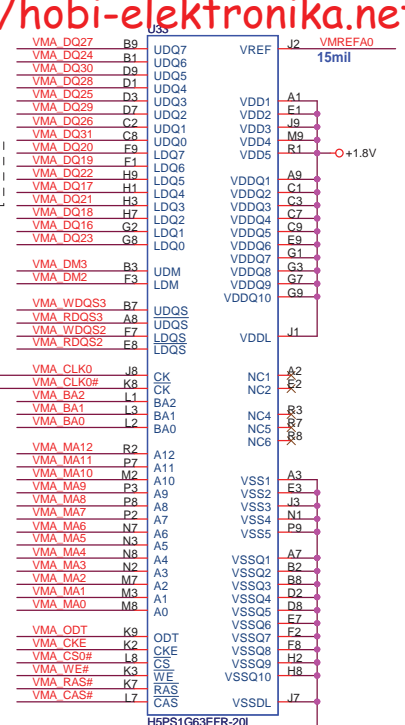 /hobi-elektronika.net
U33
VMA_DQ27 B9 UDQ7 VREF J2 VMREFA0
VMA_DQ24 B1 UDQ6 15mil
VMA_DQ30 D9 UDQ5
VMA_DQ28 D1 UDQ4
VMA_DQ25 D3 UDQ3 VDD1 A1
VMA_DQ29 D7 UDQ2 VDD2 E1
VMA_DQ26 C2 UDQ1 VDD3 J9
VMA_DQ31 C8 UDQ0 VDD4 M9
VMA_DQ20 F9 LDQ7 VDD5 R1 +1.8V
VMA_DQ19 F1 LDQ6
VMA_DQ22 H9 LDQ5 VDDQ1 A9
VMA_DQ17 H1 LDQ4 VDDQ2 C1
VMA_DQ21 H3 LDQ3 VDDQ3 C3
VMA_DQ18 H7 LDQ2 VDDQ4 C7
VMA_DQ16 G2 LDQ1 VDDQ5 C9
VMA_DQ23 G8 LDQ0 VDDQ6 E9
VDDQ7 G1
VMA_DM3 B3 UDM VDDQ8 G3
VMA_DM2 F3 LDM VDDQ9 G7
VDDQ10 G9
VMA_WDQS3 B7 UDQS
VMA_RDQS3 A8 UDQS
VMA_WDQS2 F7 LDQS VDDL J1
VMA_RDQS2 E8 LDQS
VMA_CLK0 J8 CK NC1 A2
VMA_CLK0# K8 CK NC2 E2
VMA_BA2 L1 BA2
VMA_BA1 L3 BA1 NC4 R3
VMA_BA0 L2 BA0 NC5 R7
NC6 R8
VMA_MA12 R2 A12
VMA_MA11 P7 A11
VMA_MA10 M2 A10 VSS1 A3
VMA_MA9 P3 A9 VSS2 E3
VMA_MA8 P8 A8 VSS3 J3
VMA_MA7 P2 A7 VSS4 N1
VMA_MA6 N7 A6 VSS5 P9
VMA_MA5 N3 A5
VMA_MA4 N8 A4 VSSQ1 A7
VMA_MA3 N2 A3 VSSQ2 B2
VMA_MA2 M7 A2 VSSQ3 B8
VMA_MA1 M3 A1 VSSQ4 D2
VMA_MA0 M8 A0 VSSQ5 D8
VSSQ6 E7
VMA_ODT K9 ODT VSSQ7 F2
VMA_CKE K2 CKE VSSQ8 F8
VMA_CS0# L8 CS VSSQ9 H2
VMA_WE# K3 WE VSSQ10 H8
VMA_RAS# K7 RAS
VMA_CAS# L7 CAS VSSDL J7
H5PS1G63EFR-20L